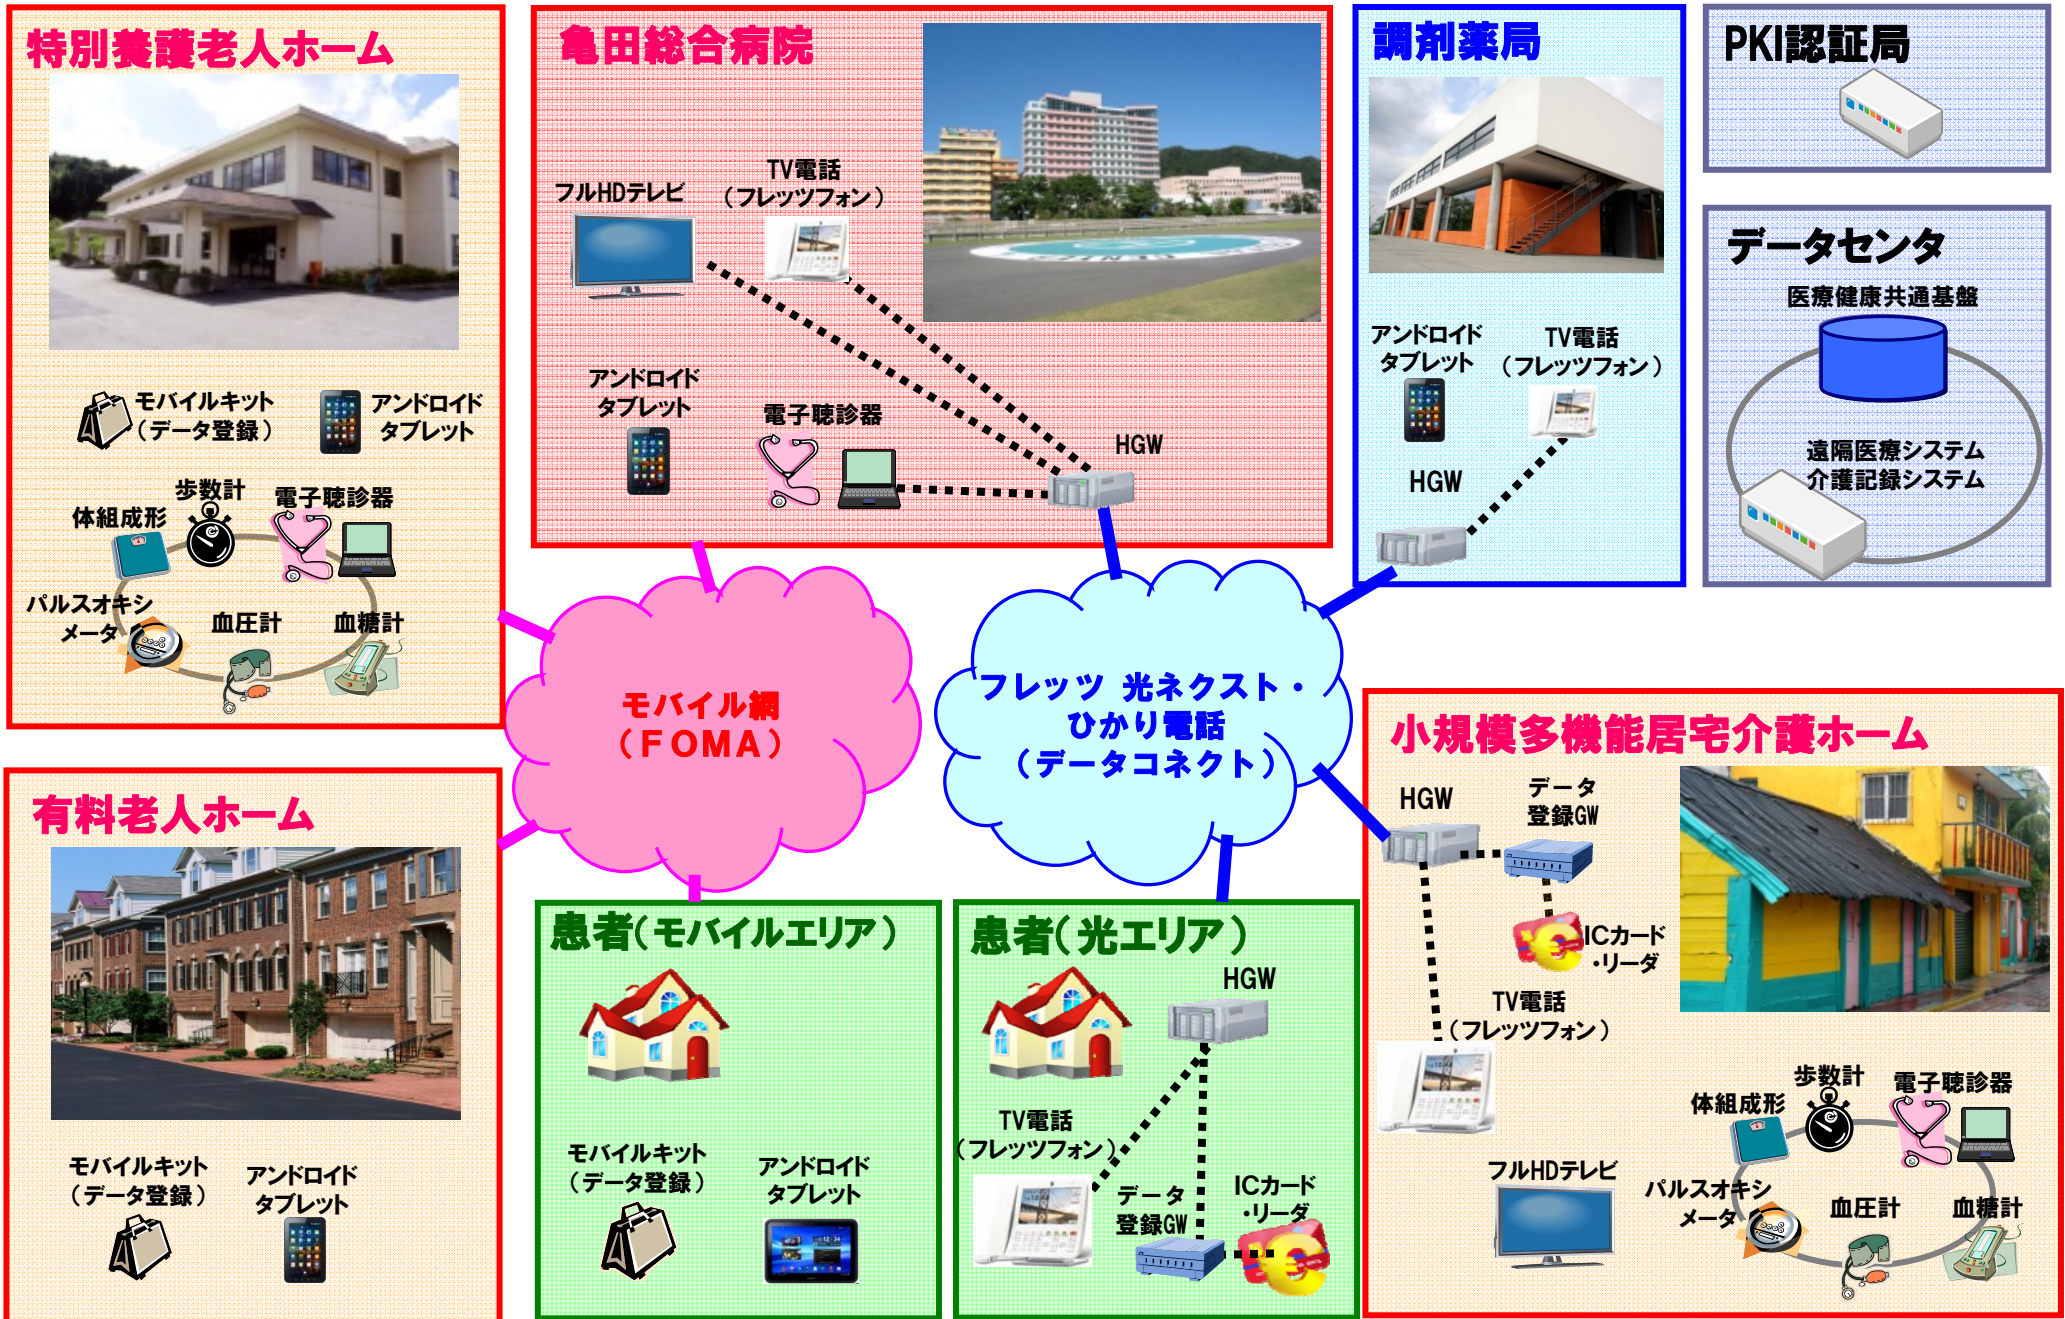 特別養護老人ホーム
モバイルキット
（データ登録）
アンドロイド
タブレット
歩数計
電子聴診器
体組成形
パルスオキシ
メータ
血圧計
血糖計
亀田総合病院
フルHDテレビ
TV電話
（フレッツフォン）
アンドロイド
タブレット
電子聴診器
HGW
調剤薬局
アンドロイド
タブレット
TV電話
（フレッツフォン）
HGW
PKI認証局
データセンタ
医療健康共通基盤
遠隔医療システム
介護記録システム
モバイル網
（FOMA）
フレッツ 光ネクスト・
ひかり電話
（データコネクト）
有料老人ホーム
モバイルキット
（データ登録）
アンドロイド
タブレット
患者（モバイルエリア）
モバイルキット
（データ登録）
アンドロイド
タブレット
患者（光エリア）
HGW
TV電話
（フレッツフォン）
データ
登録GW
ICカード
・リーダ
小規模多機能居宅介護ホーム
HGW
データ
登録GW
ICカード
・リーダ
TV電話
（フレッツフォン）
フルHDテレビ
歩数計
電子聴診器
体組成形
パルスオキシ
メータ
血圧計
血糖計